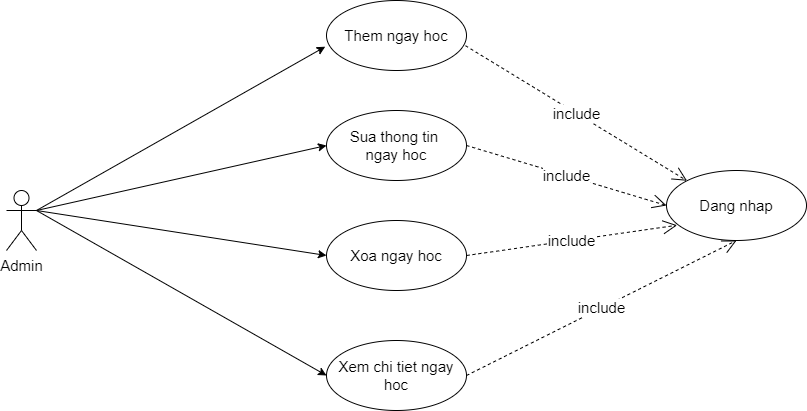 Them ngay hoc
include
Sua thong tin
ngay hoc
include
Dang nhap
Admin
Xoa ngay hoc
include
include
Xem chi tiet ngay
hoc